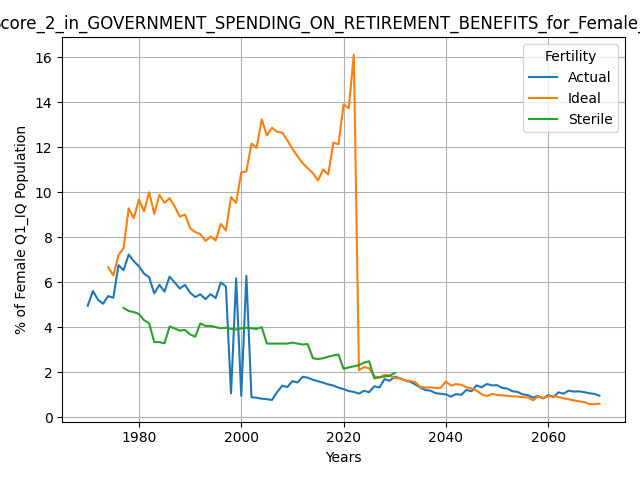 core_2_in_GOVERNMENT_SPENDING_ON_RETIREMENT_BENEFITS_for_Female_
Fertility
Actual
Ideal
Sterile
% of Female Q1_IQ Population
16
14
12
10
8
6
4
2
0
1980
2000
2020
2040
2060
Years